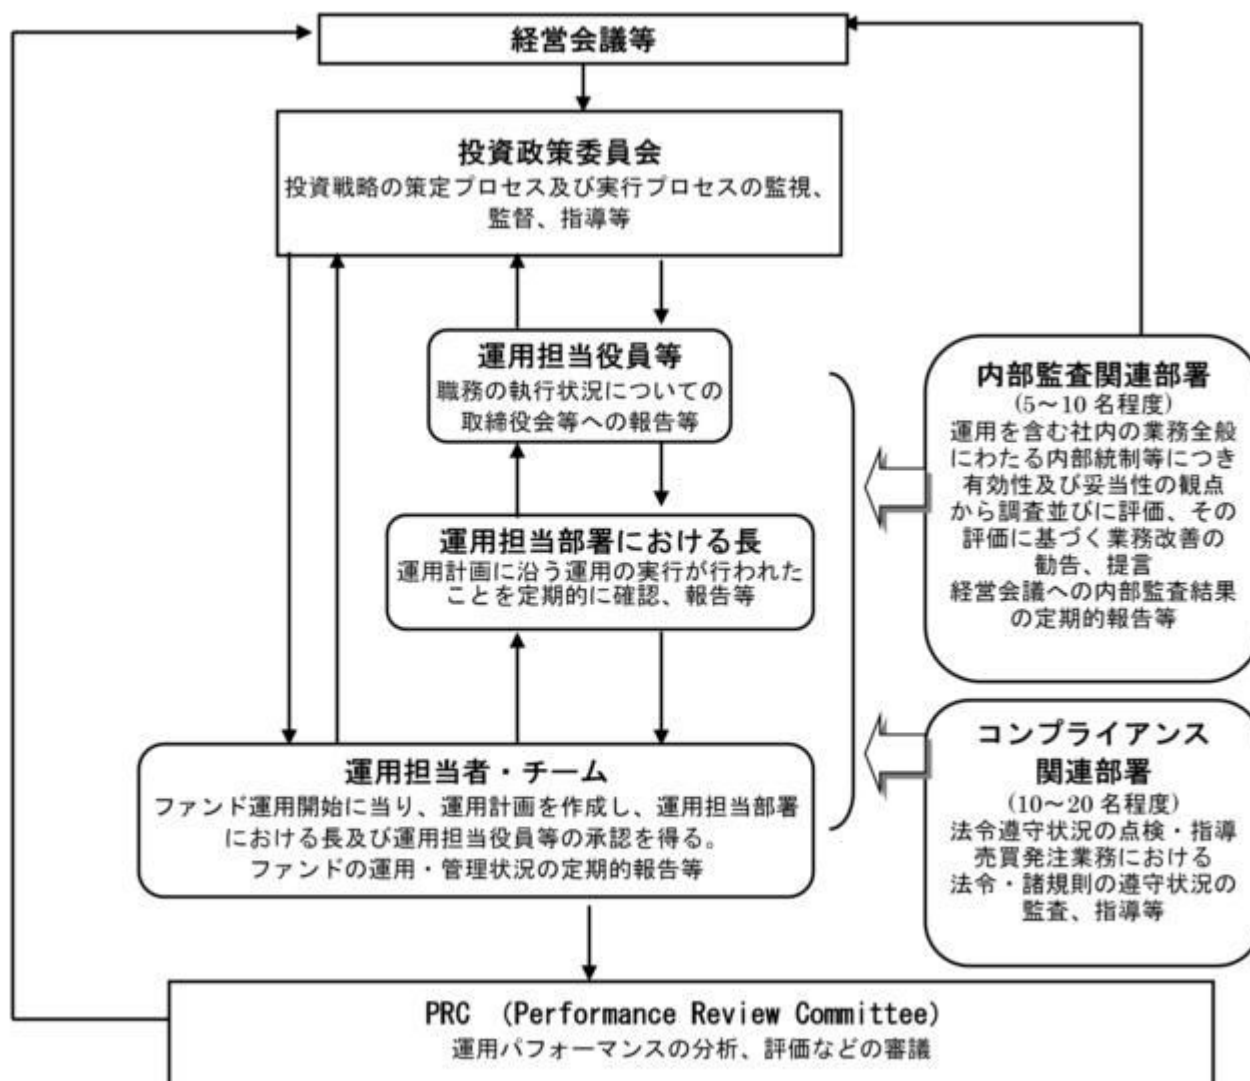 経営会議等
投資政策委員会
投資戦略の策定プロセス及び実行プロセスの監視、
監督、指導等
運用担当役員等
職務の執行状況についての
取締役会等への報告等
運用担当部署における長
運用計画に沿う運用の実行が行われた
ことを定期的に確認、報告等
運用担当者・チーム
ファンド運用開始に当り、運用計画を作成し、運用担当部署
における長及び運用担当役員等の承認を得る。
ファンドの運用・管理状況の定期的報告等
内部監査関連部署
(5～10 名程度)
運用を含む社内の業務全般
にわたる内部統制等につき
有効性及び妥当性の観点
から調査並びに評価、その
評価に基づく業務改善の
勧告、提言
経営会議への内部監査結果
の定期的報告等
コンプライアンス
関連部署
(10～20 名程度)
法令遵守状況の点検・指導
売買発注業務における
法令・諸規則の遵守状況の
監査、指導等
PRC (Performance Review Committee)
運用パフォーマンスの分析、評価などの審議